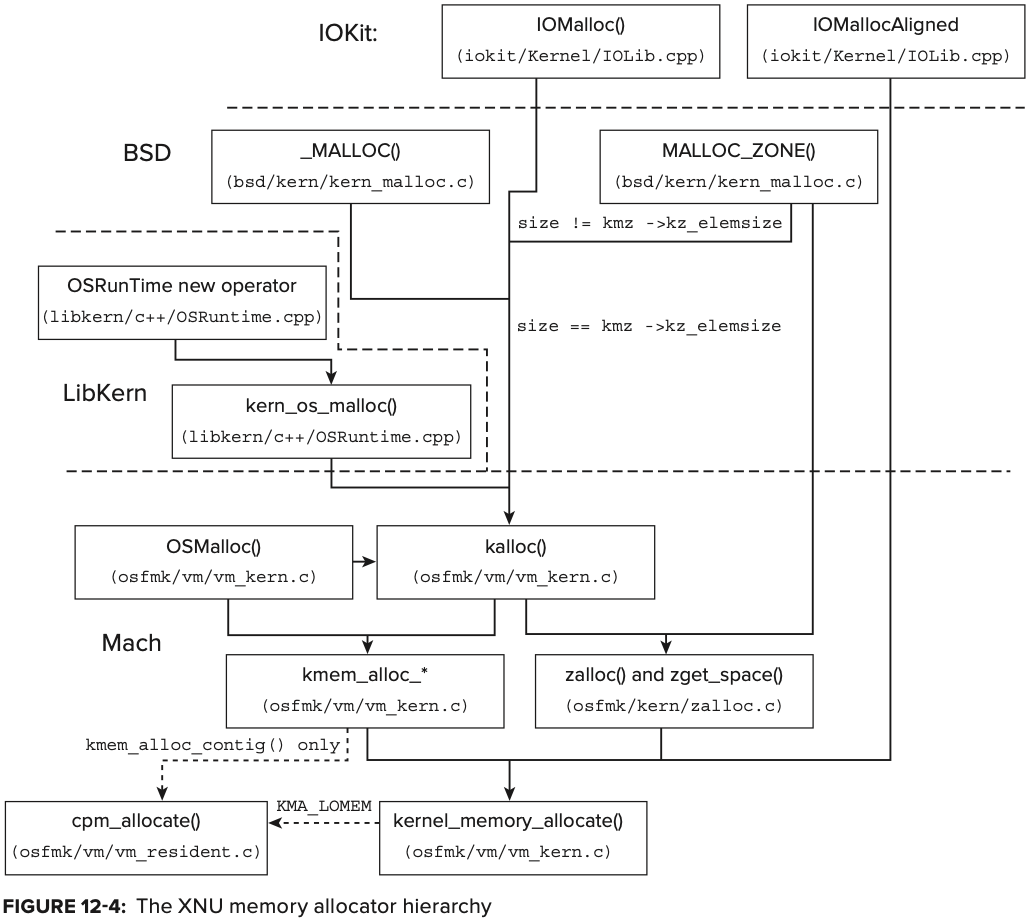 IOKit:
IOMalloc()
(iokit/Kernel/IOLib.cpp)
IOMallocAligned
(iokit/Kernel/IOLib.cpp)
BSD
_MALLOC()
(bsd/kern/kern_malloc.c)
MALLOC_ZONE()
(bsd/kern/kern_malloc.c)
size != kmz ->kz_elemsize
OSRunTime new operator
(libkern/c++/OSRuntime.cpp)
size == kmz ->kz_elemsize
LibKern
kern_os_malloc()
(libkern/c++/OSRuntime.cpp)
OSMalloc()
(osfmk/vm/vm_kern.c)
kalloc()
(osfmk/vm/vm_kern.c)
Mach
kmem_alloc_*
(osfmk/vm/vm_kern.c)
zalloc() and zget_space()
(osfmk/kern/zalloc.c)
kmem_alloc_contig() only
cpm_allocate()
(osfmk/vm/vm_resident.c)
KMA_LOMEM
kernel_memory_allocate()
(osfmk/vm/vm_kern.c)
FIGURE 12-4: The XNU memory allocator hierarchy